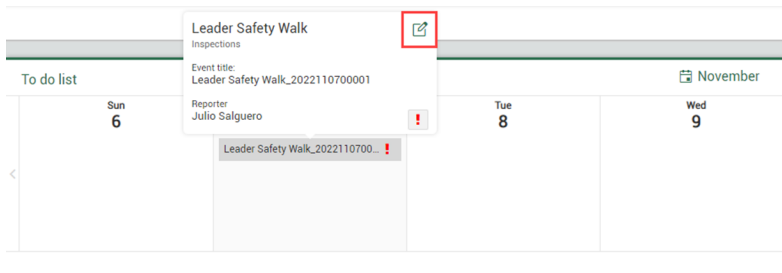 Leader Safety Walk
Inspections
Event title:
Leader Safety Walk_2022110700001
Reporter
Julio Salguero
To do list
November
Sun
6
Tue
8
Wed
9
Leader Safety Walk_2022110700...